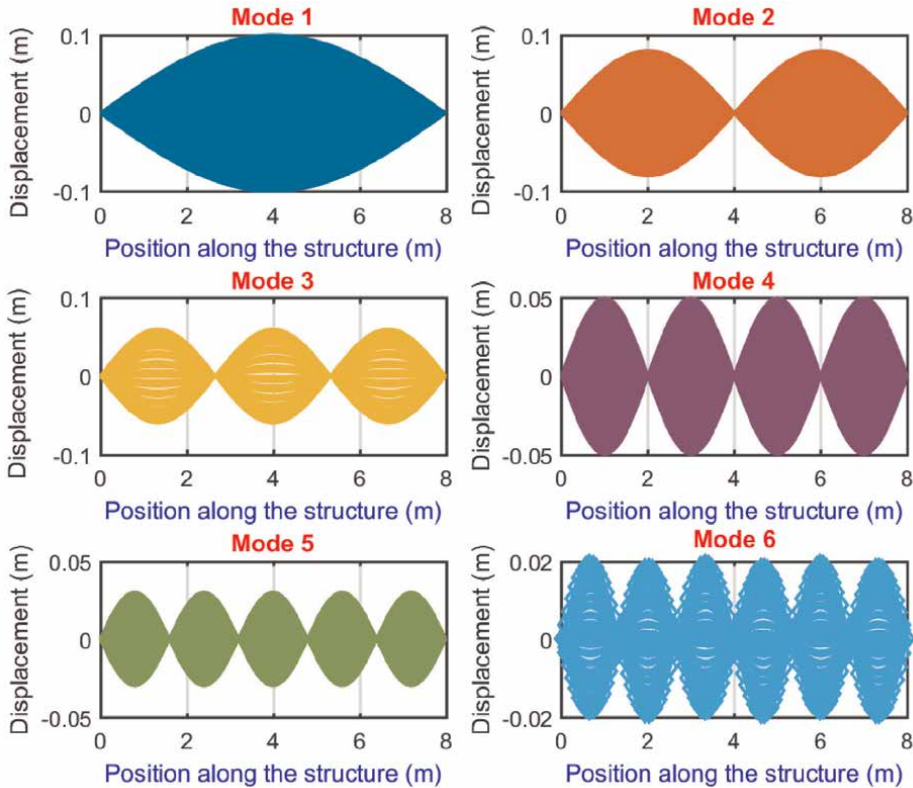 Mode 1
Displacement (m)
0.1
0
-0.1
0 2 4 6 8
Position along the structure (m)
Mode 2
Displacement (m)
0.1
0
-0.1
0 2 4 6 8
Position along the structure (m)
Mode 3
Displacement (m)
0.1
0
-0.1
0 2 4 6 8
Position along the structure (m)
Mode 4
Displacement (m)
0.05
0
-0.05
0 2 4 6 8
Position along the structure (m)
Mode 5
Displacement (m)
0.05
0
-0.05
0 2 4 6 8
Position along the structure (m)
Mode 6
Displacement (m)
0.02
0
-0.02
0 2 4 6 8
Position along the structure (m)